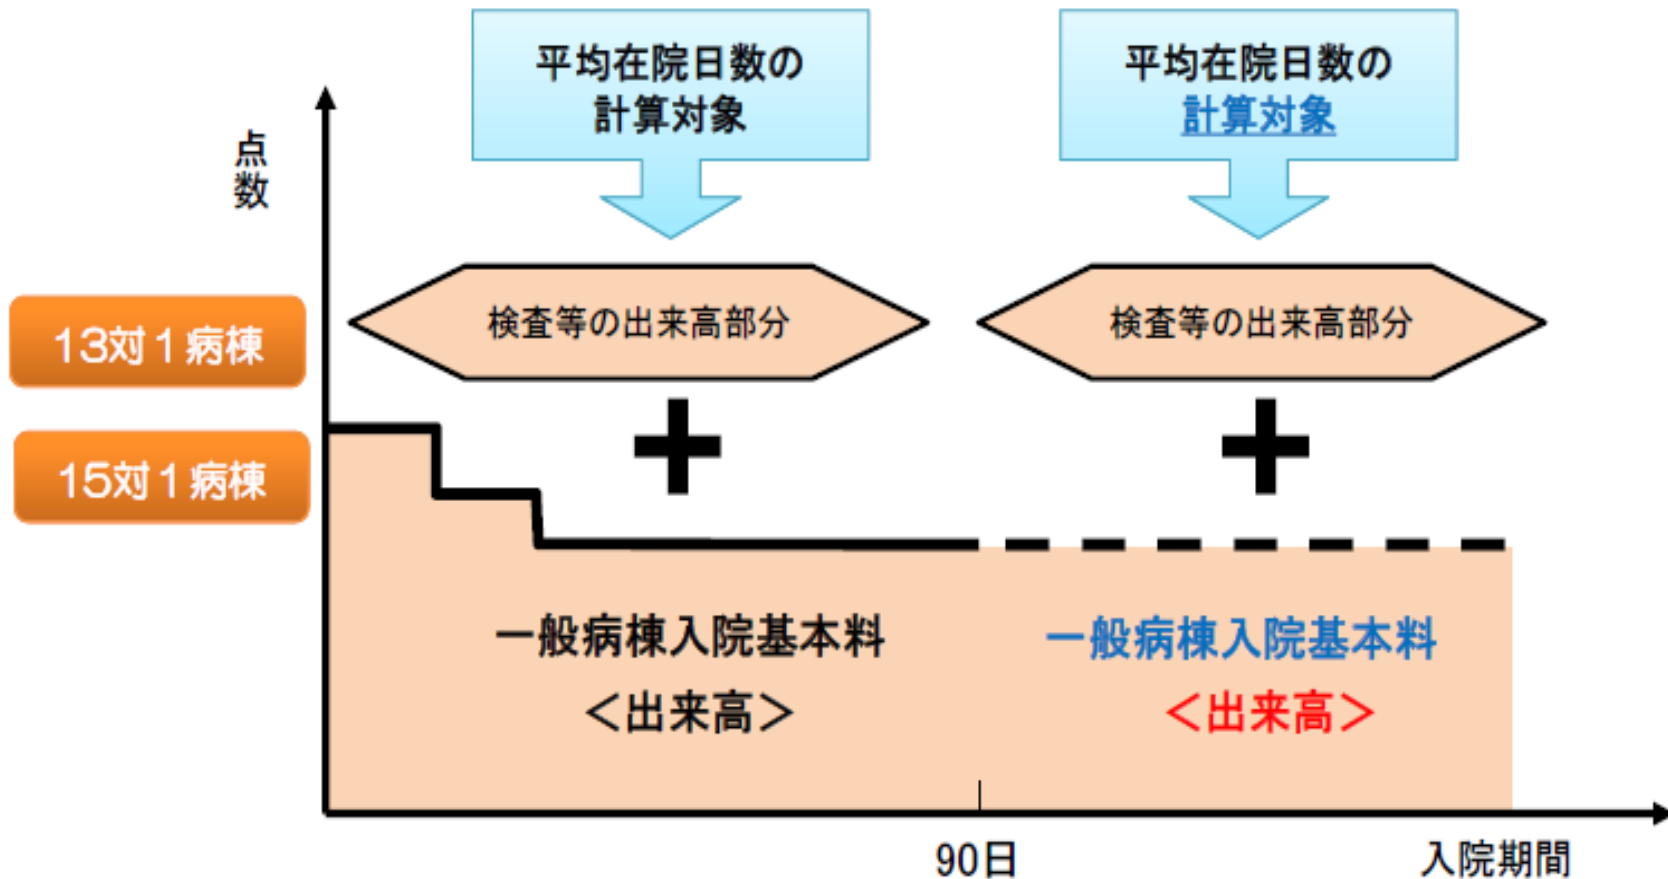 平均在院日数の
計算対象
平均在院日数の
計算対象
点数
検査等の出来高部分
検査等の出来高部分
13対1病棟
+
+
15対1病棟
一般病棟入院基本料
<出来高>
一般病棟入院基本料
<出来高>
90日
入院期間